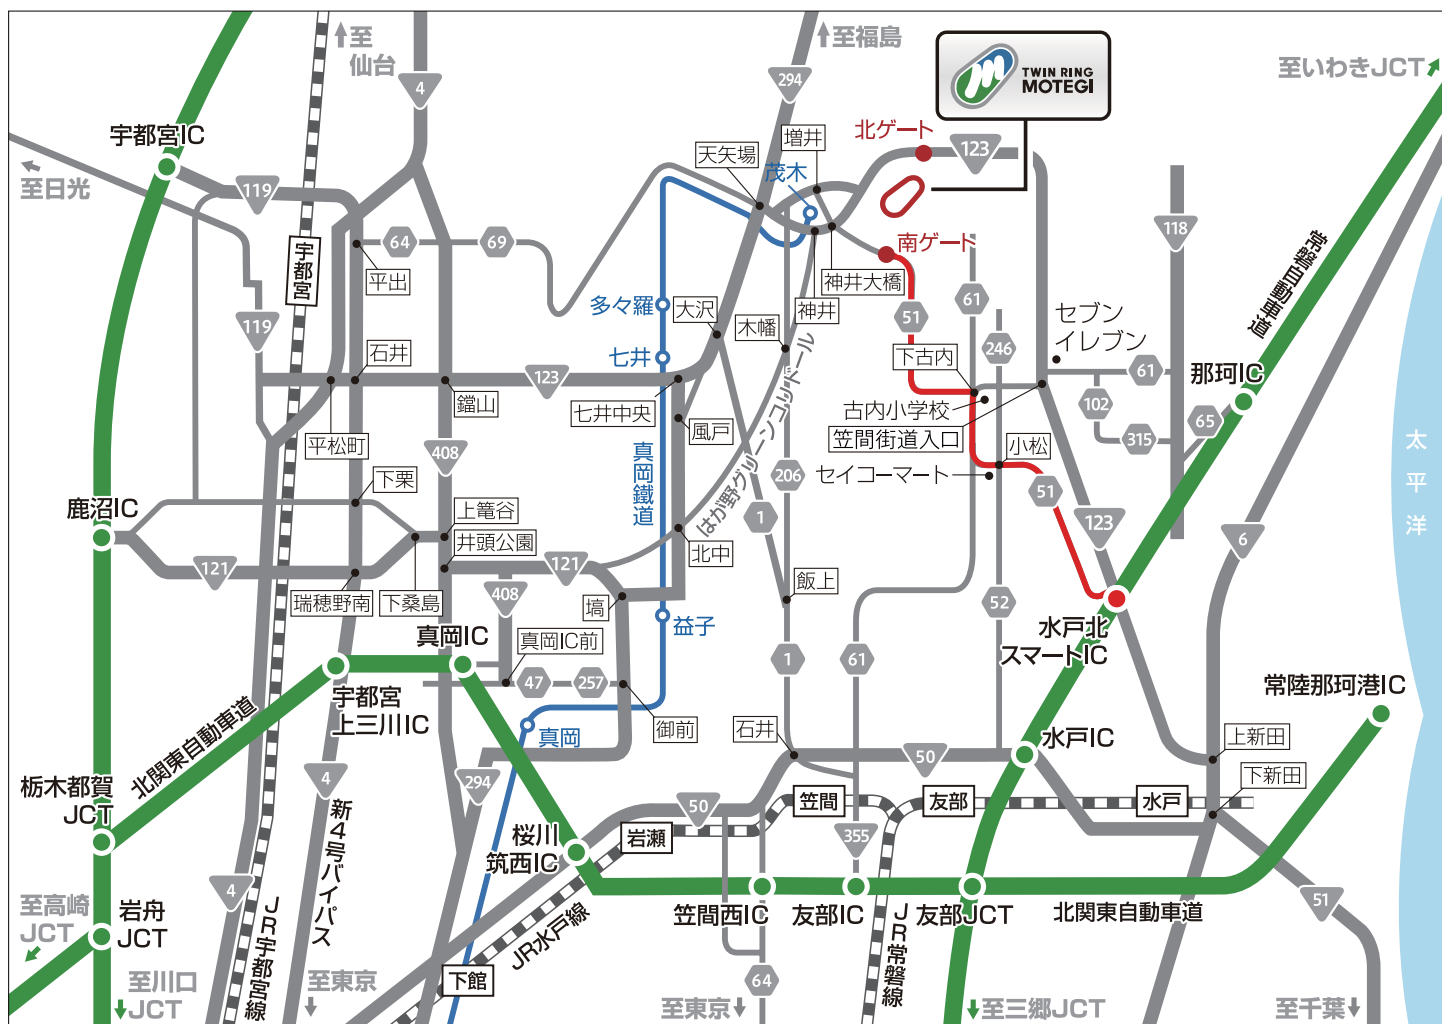 至
仙台
至福島
TWIN RING
MOTEGI
至いわきJCT
4
294
宇都宮IC
至日光
119
天矢場
増井
茂木
北ゲート
123
118
常磐自動車道
宇都宮
64
69
平出
南ゲート
神井大橋
神井
61
51
119
多々羅
大沢
木幡
セブン
イレブン
246
下古内
石井
七井
61
那珂IC
鐺山
123
七井中央
古内小学校
102
65
風戸
笠間街道入口
315
平松町
408
真岡鐵道
はが野グリーンコリドール
小松
太平洋
下栗
206
セイコーマート
51
鹿沼IC
上篭谷
1
123
6
井頭公園
北中
121
121
408
飯上
瑞穂野南
下桑島
塙
52
水戸北
スマートIC
真岡IC
真岡IC前
益子
1
61
47
257
宇都宮
上三川IC
常陸那珂港IC
北関東自動車道
御前
真岡
石井
50
水戸IC
上新田
栃木都賀
JCT
4
294
下新田
新4号バイパス
50
笠間
友部
水戸
桜川
筑西IC
岩瀬
355
4
至高崎
JCT
岩舟
JCT
JR宇都宮線
JR水戸線
笠間西IC
友部IC
JR常磐線
友部JCT
北関東自動車道
51
至川口
JCT
至東京
下館
64
至東京
至三郷JCT
至千葉